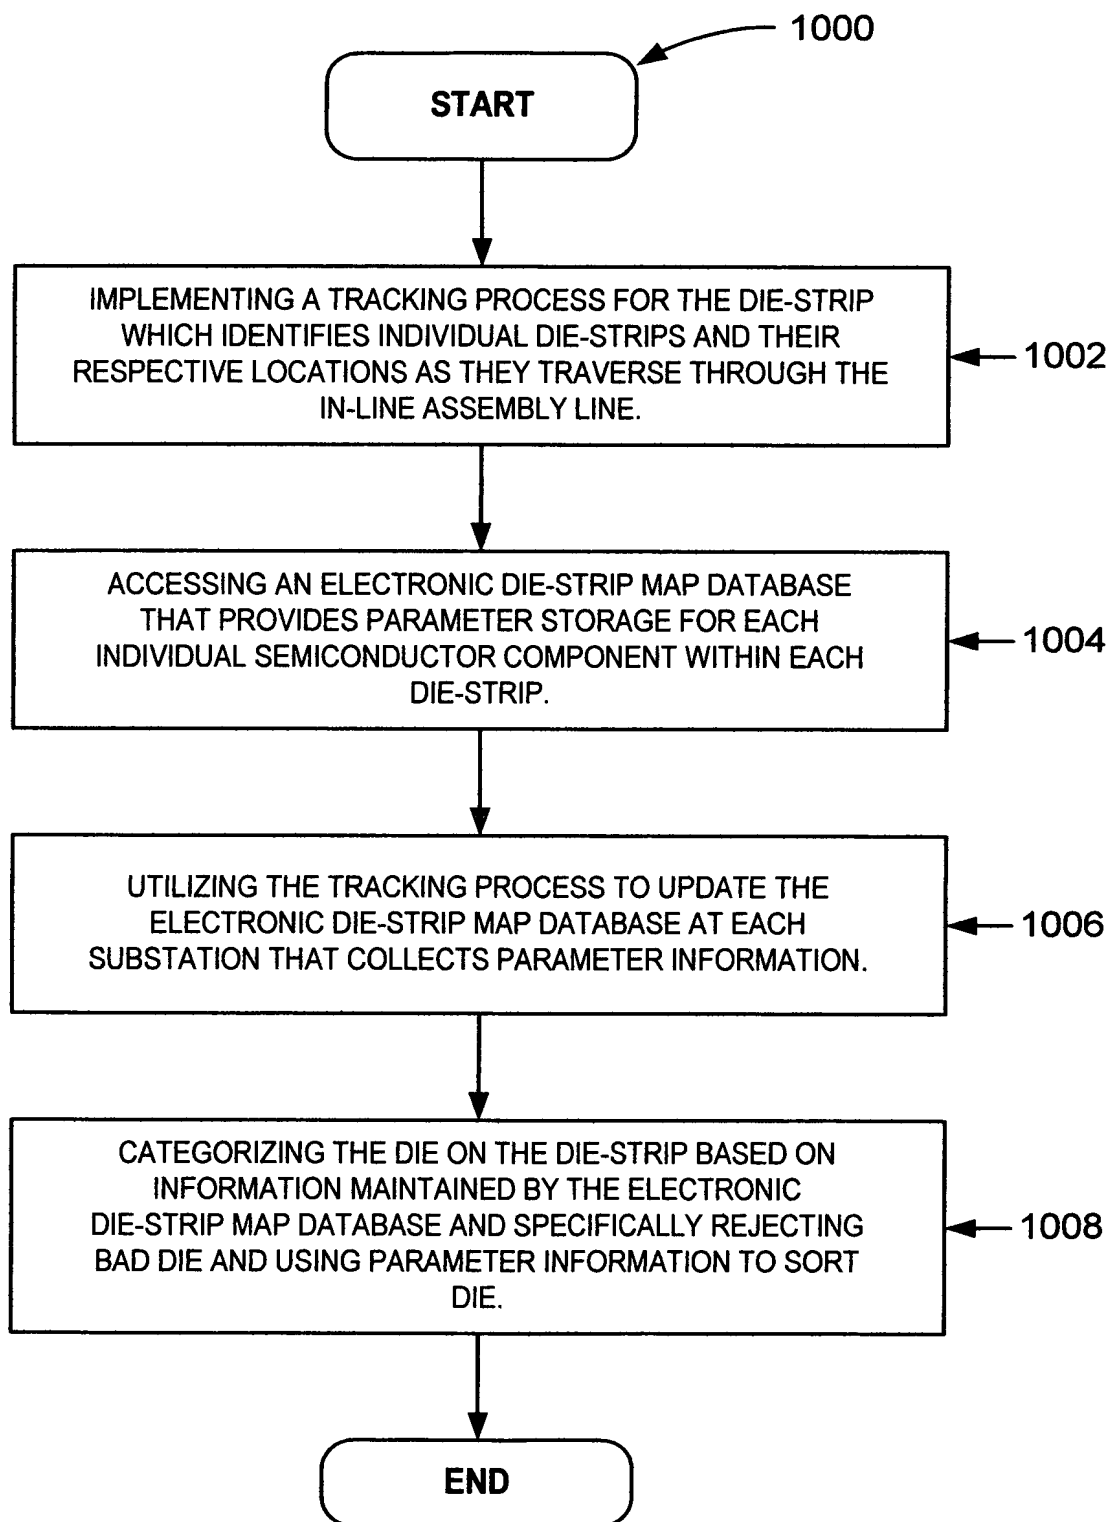 1000
START
IMPLEMENTING A TRACKING PROCESS FOR THE DIE-STRIP
WHICH IDENTIFIES INDIVIDUAL DIE-STRIPS AND THEIR
RESPECTIVE LOCATIONS AS THEY TRAVERSE THROUGH THE
IN-LINE ASSEMBLY LINE.
1002
ACCESSING AN ELECTRONIC DIE-STRIP MAP DATABASE
THAT PROVIDES PARAMETER STORAGE FOR EACH
INDIVIDUAL SEMICONDUCTOR COMPONENT WITHIN EACH
DIE-STRIP.
1004
UTILIZING THE TRACKING PROCESS TO UPDATE THE
ELECTRONIC DIE-STRIP MAP DATABASE AT EACH
SUBSTATION THAT COLLECTS PARAMETER INFORMATION.
1006
CATEGORIZING THE DIE ON THE DIE-STRIP BASED ON
INFORMATION MAINTAINED BY THE ELECTRONIC
DIE-STRIP MAP DATABASE AND SPECIFICALLY REJECTING
BAD DIE AND USING PARAMETER INFORMATION TO SORT
DIE.
1008
END